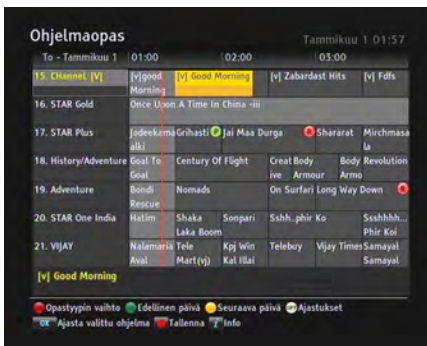 Ohjelmaopas Tammikuu 1 01:57
To - Tammikuu 1 01:00 02:00 03:00
15. CHannel [V] [v]good [v] Good Morning [v] Zabardast Hits [v] Fdfs
Morning
16. STAR Gold Once Upon A Time In China -iii
17. STAR Plus Jodeekama Grihasti P Jai Maa Durga R Shararat Mirchmasa
alki la
18. History/Adventure Goal To Century Of Flight Creat Body Body Revolution
Goal ive Armour Armo
19. Adventure Bondi Nomads On Surfari Long Way Down R
Rescue
20. STAR One India Hatim Shaka Sonpari Sshh..phir Ko Ssshhhh...
Laka Boom Phir Koi
21. VIJAY Nalamaria Tele Kpj Win Telebuy Vijay Times Samayal
Aval Mart(vj) Kal Illai Samayal
[v] Good Morning
Opastyypin vaihto Edellinen päivä Seuraava päivä Ajastukset
OK Ajasta valittu ohjelma Tallenna i Info